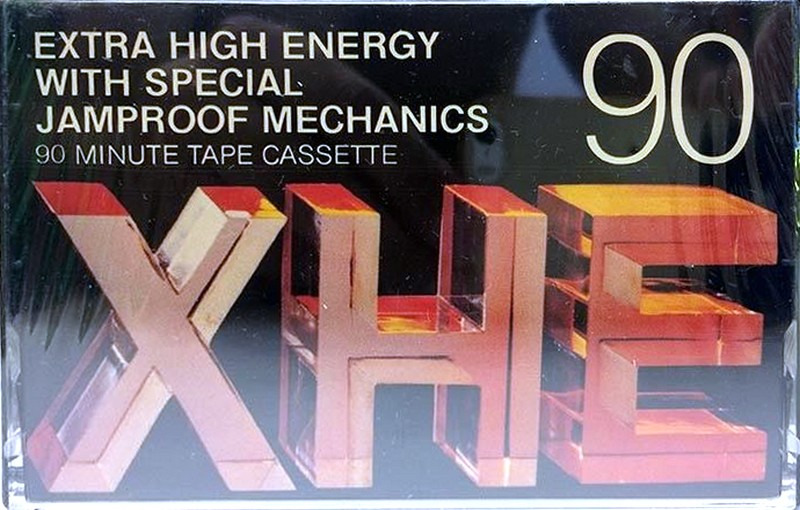 EXTRA HIGH ENERGY
WITH SPECIAL
JAMPROOF MECHANICS
90 MINUTE TAPE CASSETTE
90
XHE